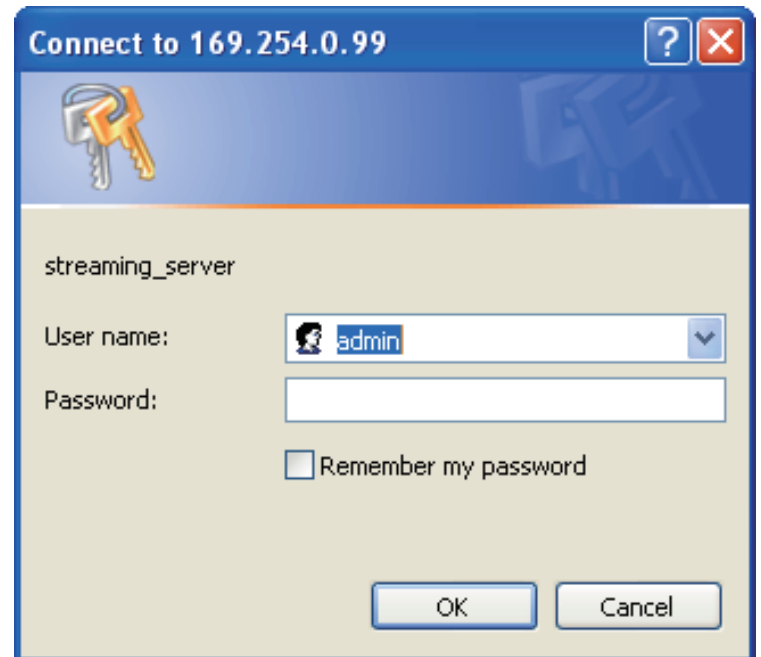 Connect to 169.254.0.99
streaming_server
User name: admin
Password:
Remember my password
OK Cancel